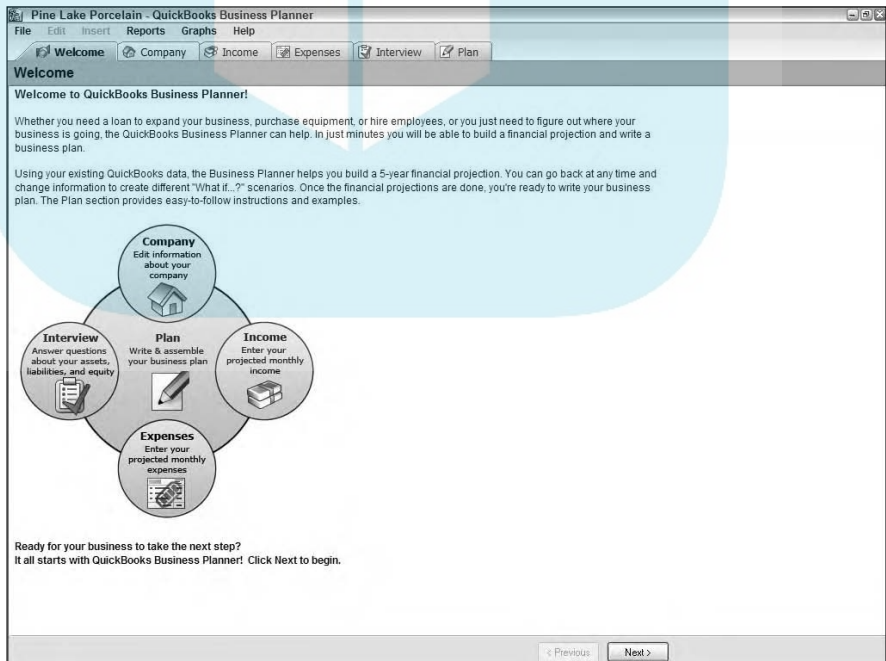 Pine Lake Porcelain - QuickBooks Business Planner
File Edit Insert Reports Graphs Help
Welcome Company Income Expenses Interview Plan
Welcome
Welcome to QuickBooks Business Planner!
Whether you need a loan to expand your business, purchase equipment, or hire employees, or you just need to figure out where your
business is going, the QuickBooks Business Planner can help. In just minutes you will be able to build a financial projection and write a
business plan.
Using your existing QuickBooks data, the Business Planner helps you build a 5-year financial projection. You can go back at any time and
change information to create different "What if...?" scenarios. Once the financial projections are done, you're ready to write your business
plan. The Plan section provides easy-to-follow instructions and examples.
Company
Edit information
about your
company
Interview
Answer questions
about your assets,
liabilities, and equity
Plan
Write & assemble
your business plan
Income
Enter your
projected monthly
income
Expenses
Enter your
projected monthly
expenses
Ready for your business to take the next step?
It all starts with QuickBooks Business Planner! Click Next to begin.
< Previous Next >